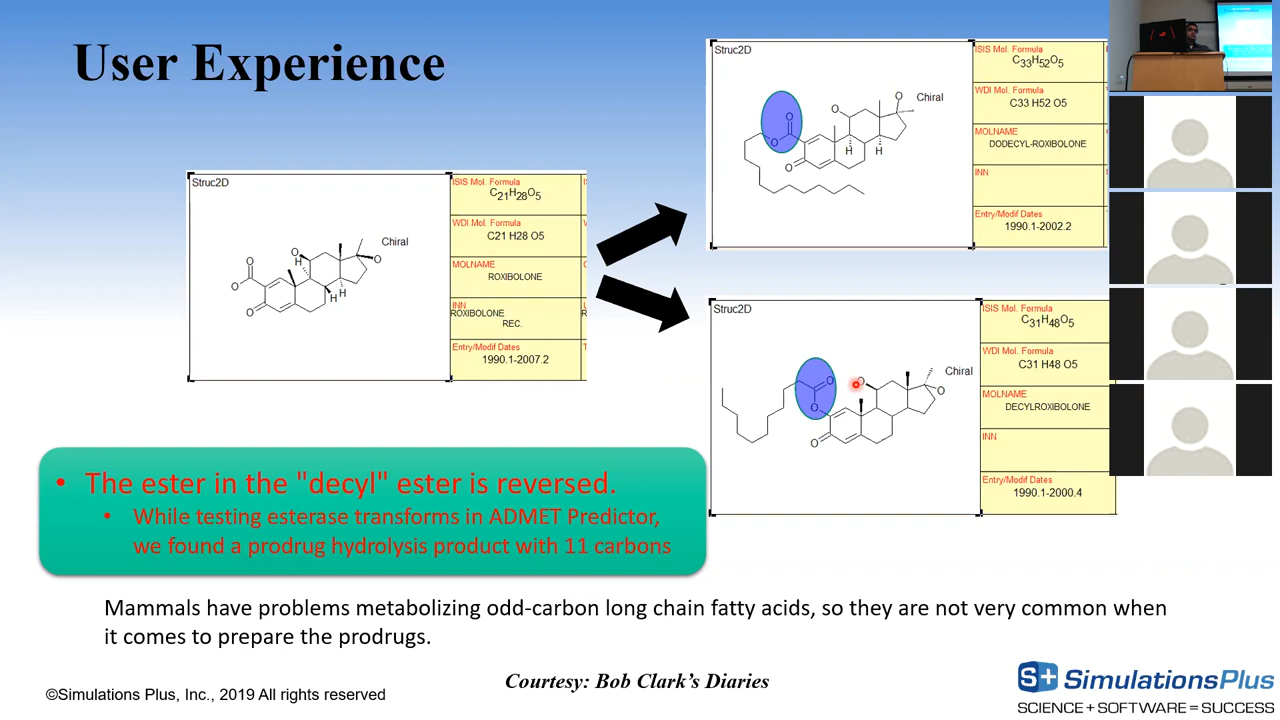 User Experience
Struc2D
Chiral
O
H
O
O
O
O
H
H
ISIS Mol. Formula
C21H28O5
WDI Mol. Formula
C21 H28 O5
MOLNAME
ROXIBOLONE
INN
ROXIBOLONE
REC.
Entry/Modif Dates
1990.1-2007.2
Struc2D
Chiral
O
O
O
O
O
H
H
ISIS Mol. Formula
C33H52O5
WDI Mol. Formula
C33 H52 O5
MOLNAME
DODECYL-ROXIBOLONE
INN
Entry/Modif Dates
1990.1-2002.2
Struc2D
Chiral
O
O
O
O
O
ISIS Mol. Formula
C31H48O5
WDI Mol. Formula
C31 H48 O5
MOLNAME
DECYLROXIBOLONE
INN
Entry/Modif Dates
1990.1-2000.4
• The ester in the "decyl" ester is reversed.
• While testing esterase transforms in ADMET Predictor,
we found a prodrug hydrolysis product with 11 carbons
Mammals have problems metabolizing odd-carbon long chain fatty acids, so they are not very common when
it comes to prepare the prodrugs.
©Simulations Plus, Inc., 2019 All rights reserved
Courtesy: Bob Clark's Diaries
S+ SimulationsPlus
SCIENCE + SOFTWARE = SUCCESS